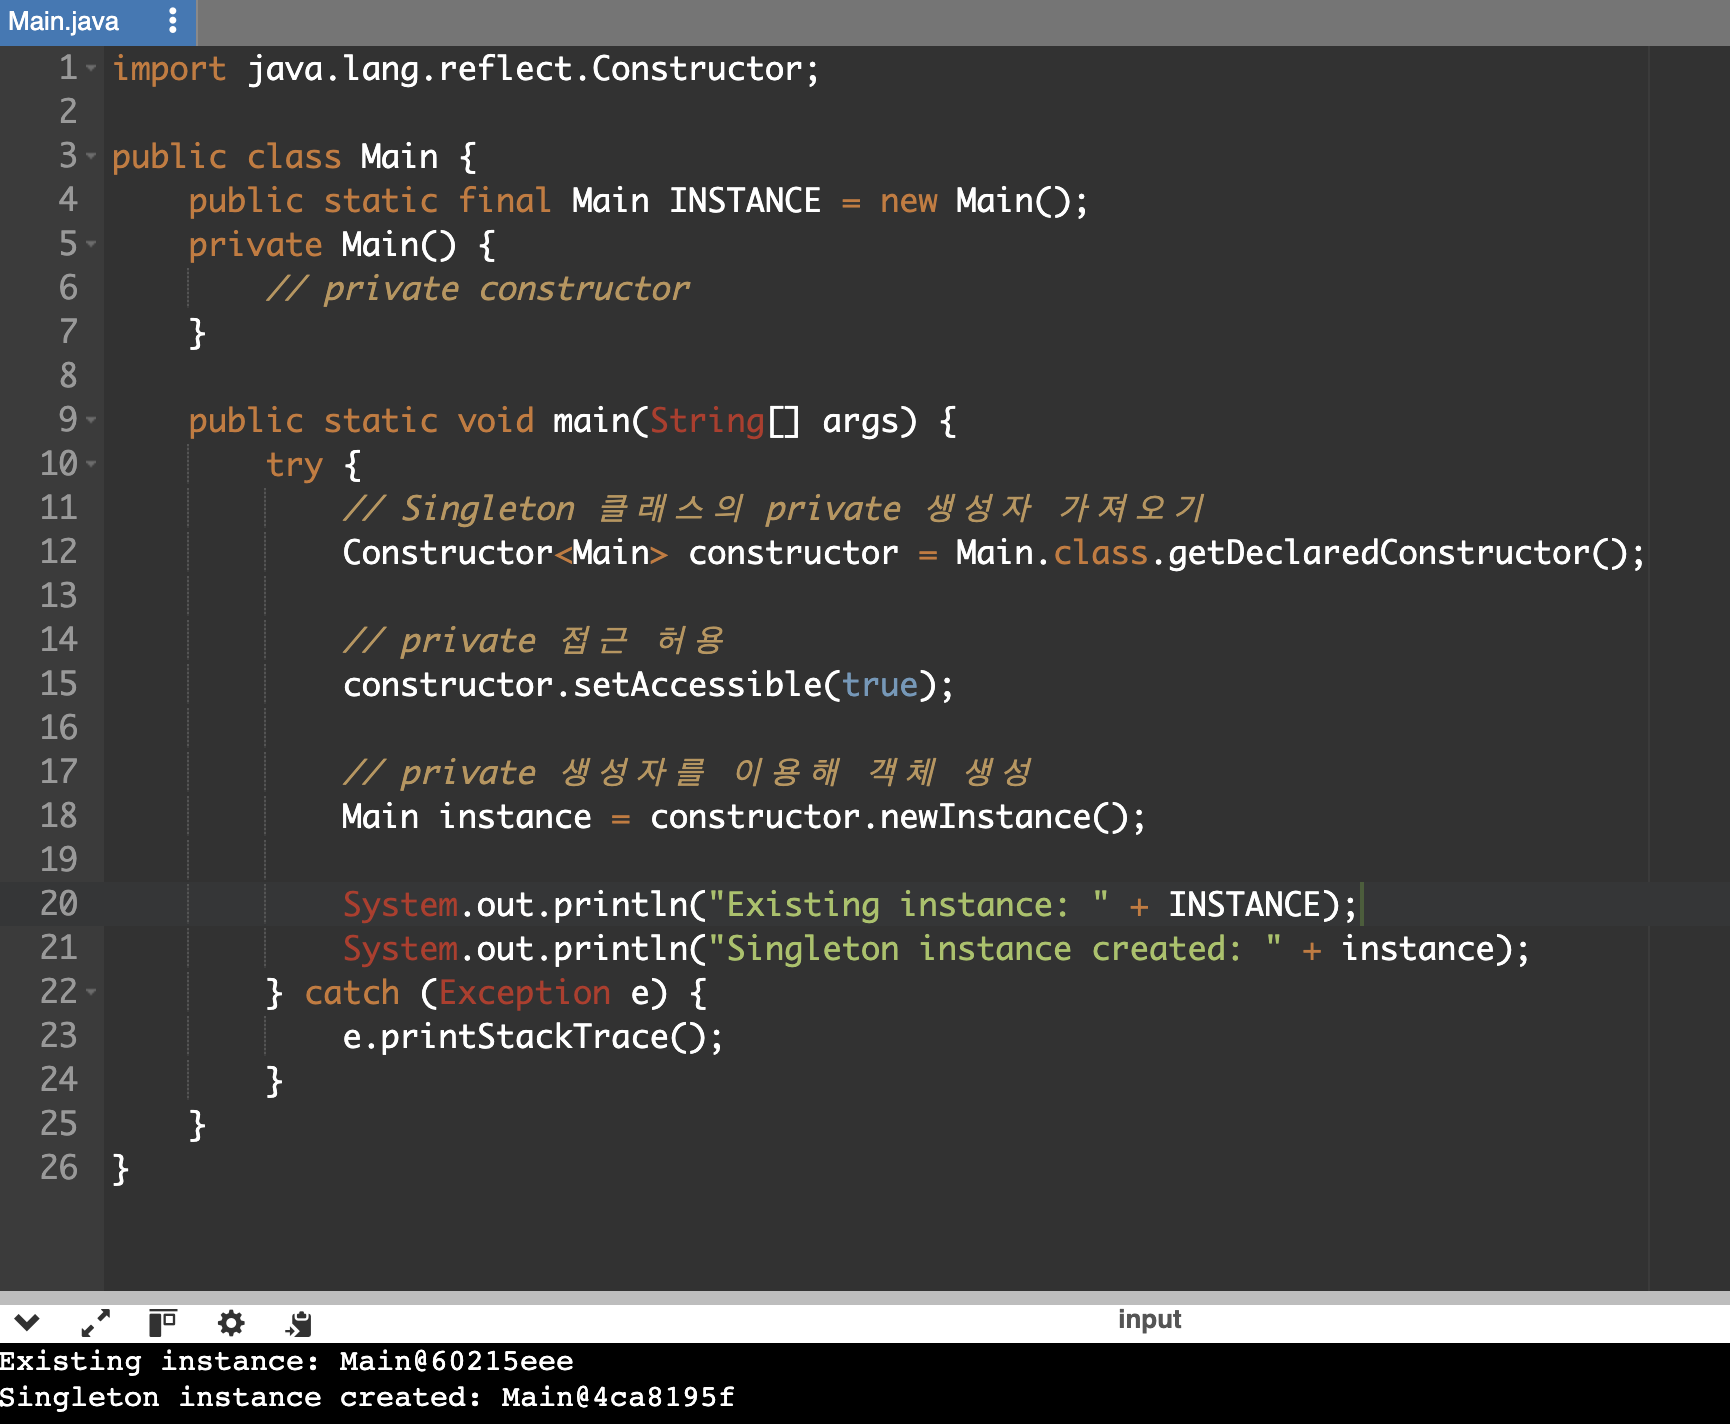 Main.java
1 import java.lang.reflect.Constructor;
2
3 public class Main {
4     public static final Main INSTANCE = new Main();
5     private Main() {
6         // private constructor
7     }
8
9     public static void main(String[] args) {
10         try {
11             // Singleton 클래스의 private 생성자 가져오기
12             Constructor<Main> constructor = Main.class.getDeclaredConstructor();
13
14             // private 접근 허용
15             constructor.setAccessible(true);
16
17             // private 생성자를 이용해 객체 생성
18             Main instance = constructor.newInstance();
19
20             System.out.println("Existing instance: " + INSTANCE);
21             System.out.println("Singleton instance created: " + instance);
22         } catch (Exception e) {
23             e.printStackTrace();
24         }
25     }
26 }
input
Existing instance: Main@60215eee
Singleton instance created: Main@4ca8195f